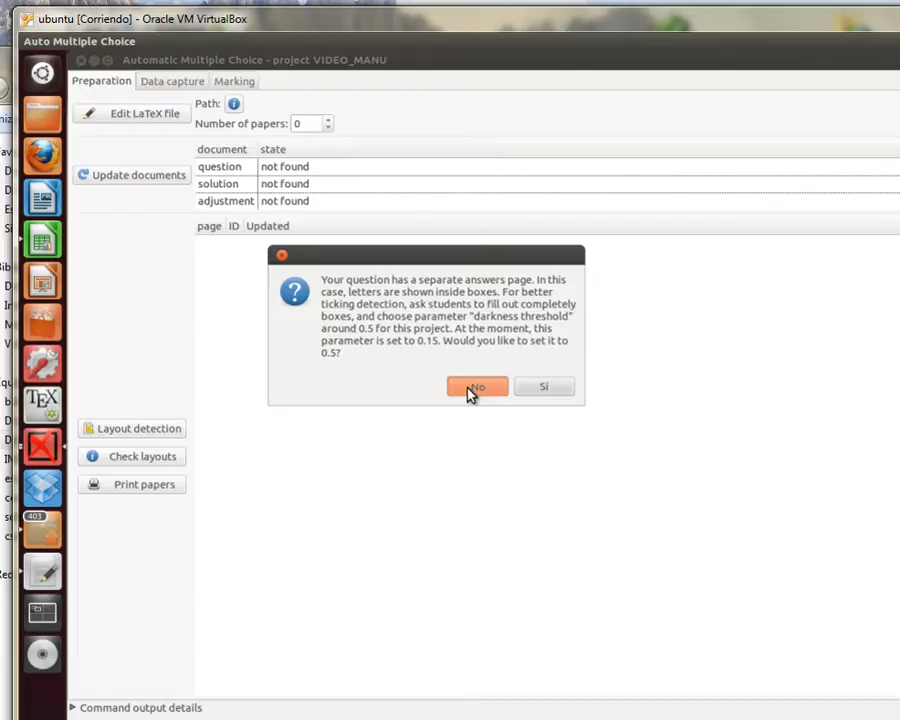 ubuntu [Corriendo] - Oracle VM VirtualBox
Auto Multiple Choice
Automatic Multiple Choice - project VIDEO_MANU
Preparation Data capture Marking
Edit LaTeX file
Path:
Number of papers: 0
document state
question not found
Update documents
solution not found
adjustment not found
page ID Updated
Your question has a separate answers page. In this
case, letters are shown inside boxes. For better
ticking detection, ask students to fill out completely
boxes, and choose parameter "darkness threshold"
around 0.5 for this project. At the moment, this
parameter is set to 0.15. Would you like to set it to
0.5?
No Sí
TEX
Layout detection
Check layouts
Print papers
403
Command output details